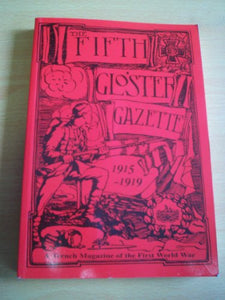 THE
FIFTH
GLOSTER
GAZETTE
1915
-1919
A Trench Magazine of the First World War